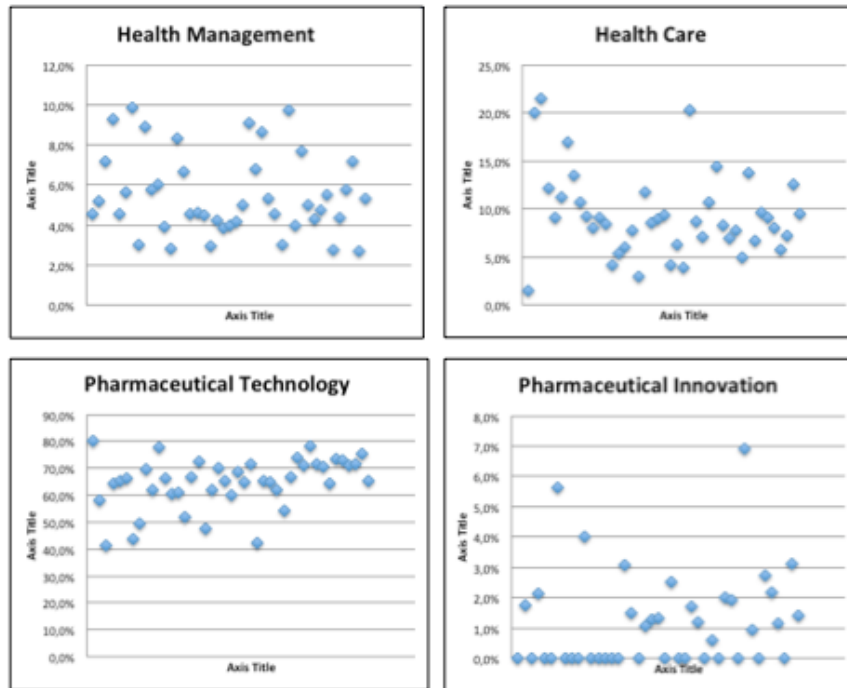 Health Management
12,0%
10,0%
8,0%
6,0%
4,0%
2,0%
0,0%
Axis Title
Axis Title
Health Care
25,0%
20,0%
15,0%
10,0%
5,0%
0,0%
Axis Title
Axis Title
Pharmaceutical Technology
90,0%
80,0%
70,0%
60,0%
50,0%
40,0%
30,0%
20,0%
10,0%
0,0%
Axis Title
Axis Title
Pharmaceutical Innovation
8,0%
7,0%
6,0%
5,0%
4,0%
3,0%
2,0%
1,0%
0,0%
Axis Title
Axis Title